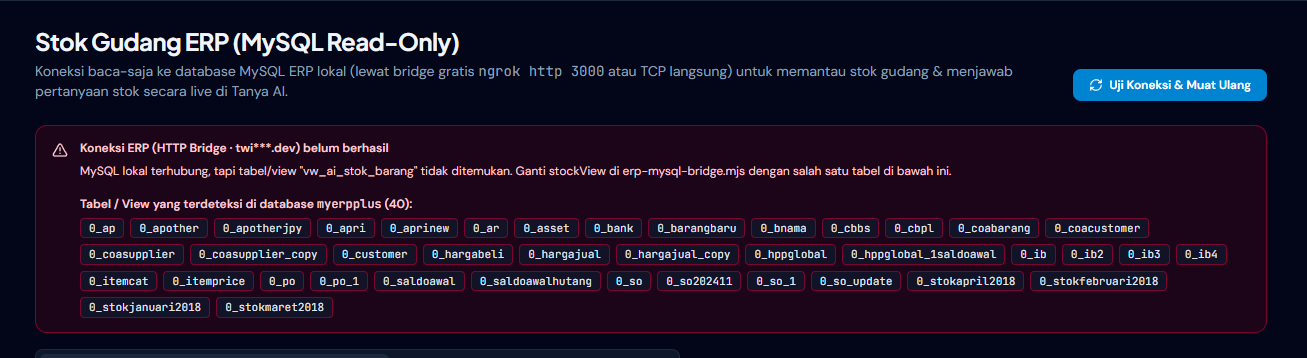 Stok Gudang ERP (MySQL Read-Only)
Koneksi baca-saja ke database MySQL ERP lokal (lewat bridge gratis ngrok http 3000 atau TCP langsung) untuk memantau stok gudang & menjawab
pertanyaan stok secara live di Tanya AI.
Uji Koneksi & Muat Ulang
Koneksi ERP (HTTP Bridge · twi***.dev) belum berhasil
MySQL lokal terhubung, tapi tabel/view "vw_ai_stok_barang" tidak ditemukan. Ganti stockView di erp-mysql-bridge.mjs dengan salah satu tabel di bawah ini.
Tabel / View yang terdeteksi di database myerpplus (40):
0_ap 0_apother 0_apotherjpy 0_apri 0_aprinew 0_ar 0_asset 0_bank 0_barangbaru 0_bnama 0_cbbs 0_cbpl 0_coabarang 0_coacustomer
0_coasupplier 0_coasupplier_copy 0_customer 0_hargabeli 0_hargajual 0_hargajual_copy 0_hppglobal 0_hppglobal_1saldoawal 0_ib 0_ib2 0_ib3 0_ib4
0_itemcat 0_itemprice 0_po 0_po_1 0_saldoawal 0_saldoawalhutang 0_so 0_so202411 0_so_1 0_so_update 0_stokapril2018 0_stokfebruari2018
0_stokjanuari2018 0_stokmaret2018